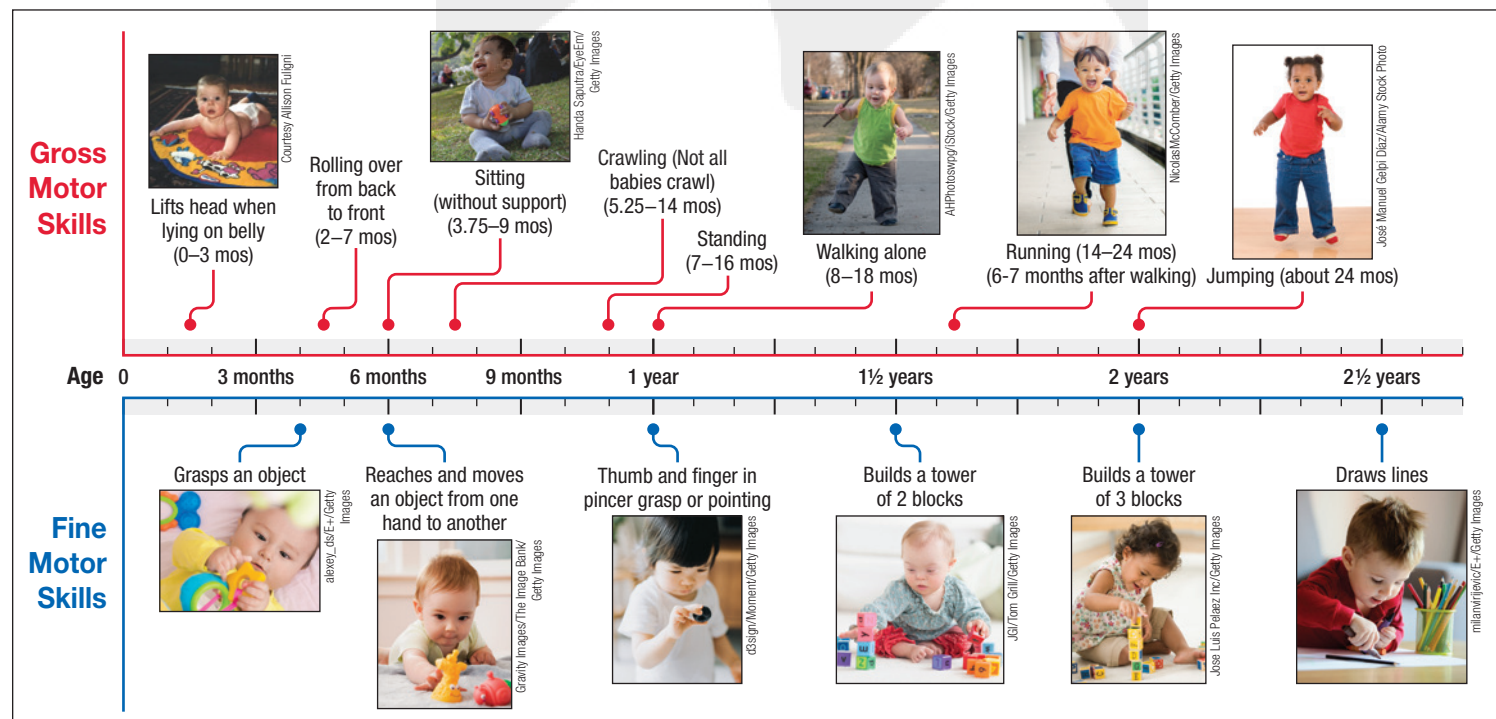 Gross
Motor
Skills
Courtesy Allison Fuligni
Lifts head when
lying on belly
(0–3 mos)
Rolling over
from back
to front
(2–7 mos)
Handa Saputra/EyeEm/
Getty Images
Sitting
(without support)
(3.75–9 mos)
Crawling (Not all
babies crawl)
(5.25–14 mos)
Standing
(7–16 mos)
AHPhotoswpg/iStock/Getty Images
Walking alone
(8–18 mos)
NicolasMcComber/Getty Images
Running (14–24 mos)
(6-7 months after walking)
José Manuel Gelpi Díaz/Alamy Stock Photo
Jumping (about 24 mos)
Age 0 3 months 6 months 9 months 1 year 1½ years 2 years 2½ years
Fine
Motor
Skills
Grasps an object
alexey_ds/E+/Getty
Images
Reaches and moves
an object from one
hand to another
Gravity Images/The Image Bank/
Getty Images
Thumb and finger in
pincer grasp or pointing
d3sign/Moment/Getty Images
Builds a tower
of 2 blocks
JGI/Tom Grill/Getty Images
Builds a tower
of 3 blocks
Jose Luis Pelaez Inc/Getty Images
Draws lines
milanvirijevic/E+/Getty Images